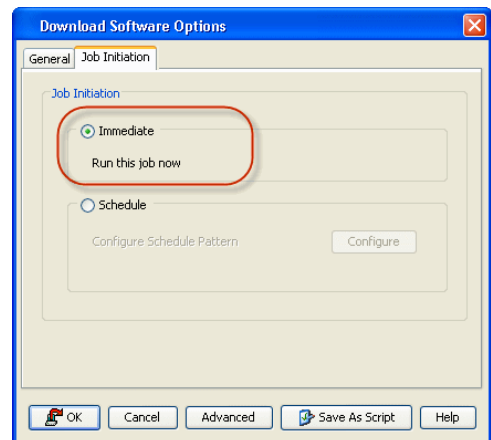 Download Software Options
General Job Initiation
Job Initiation
Immediate
Run this job now
Schedule
Configure Schedule Pattern Configure
OK Cancel Advanced Save As Script Help